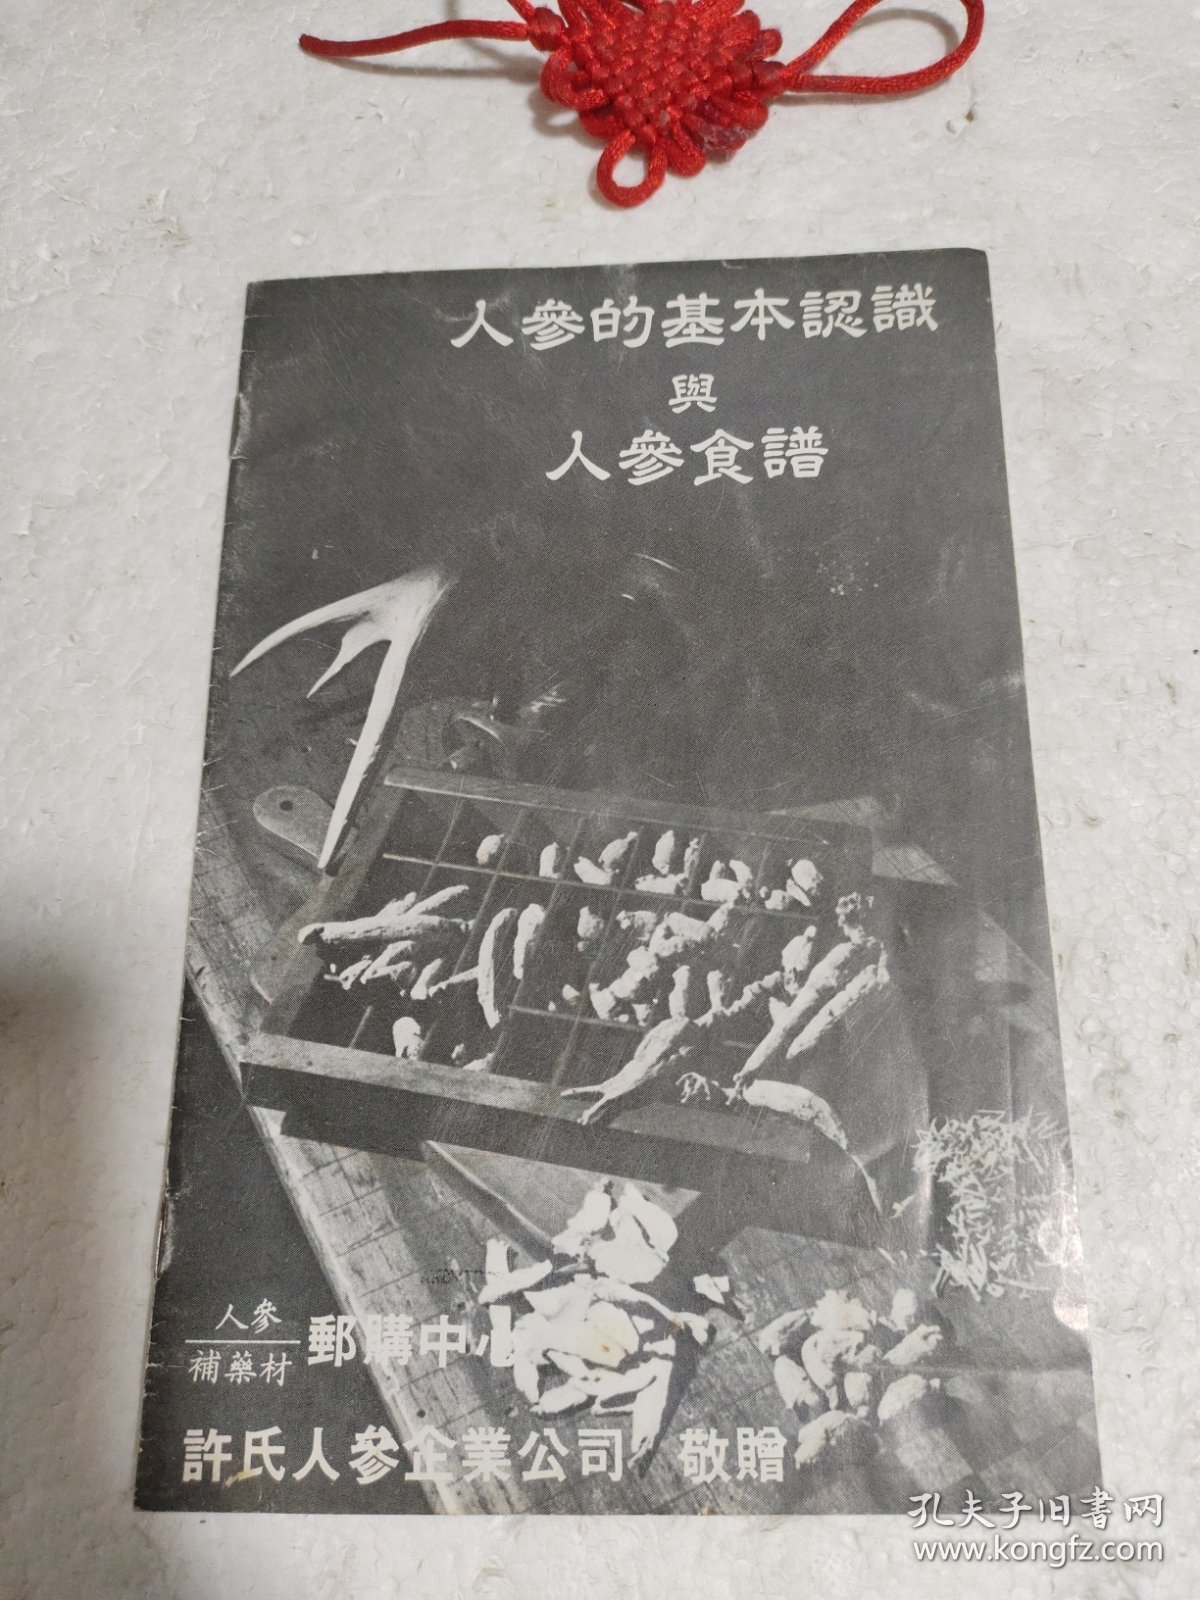 人參的基本認識
與
人參食譜
人參
補藥材
郵購中心
許氏人參企業公司 敬贈
孔夫子旧书网
www.kongfz.com